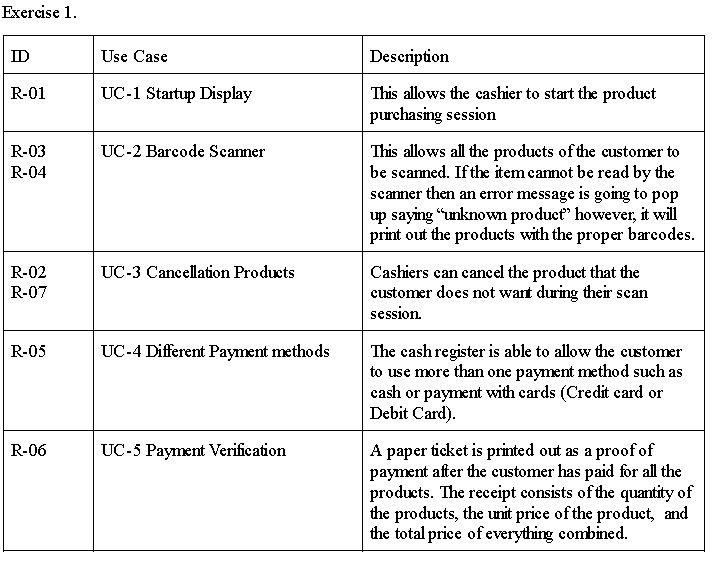 Exercise 1.
ID Use Case Description
R-01 UC-1 Startup Display This allows the cashier to start the product
purchasing session
R-03 UC-2 Barcode Scanner This allows all the products of the customer to
R-04 be scanned. If the item cannot be read by the
scanner then an error message is going to pop
up saying “unknown product” however, it will
print out the products with the proper barcodes.
R-02 UC-3 Cancellation Products Cashiers can cancel the product that the
R-07 customer does not want during their scan
session.
R-05 UC-4 Different Payment methods The cash register is able to allow the customer
to use more than one payment method such as
cash or payment with cards (Credit card or
Debit Card).
R-06 UC-5 Payment Verification A paper ticket is printed out as a proof of
payment after the customer has paid for all the
products. The receipt consists of the quantity of
the products, the unit price of the product, and
the total price of everything combined.